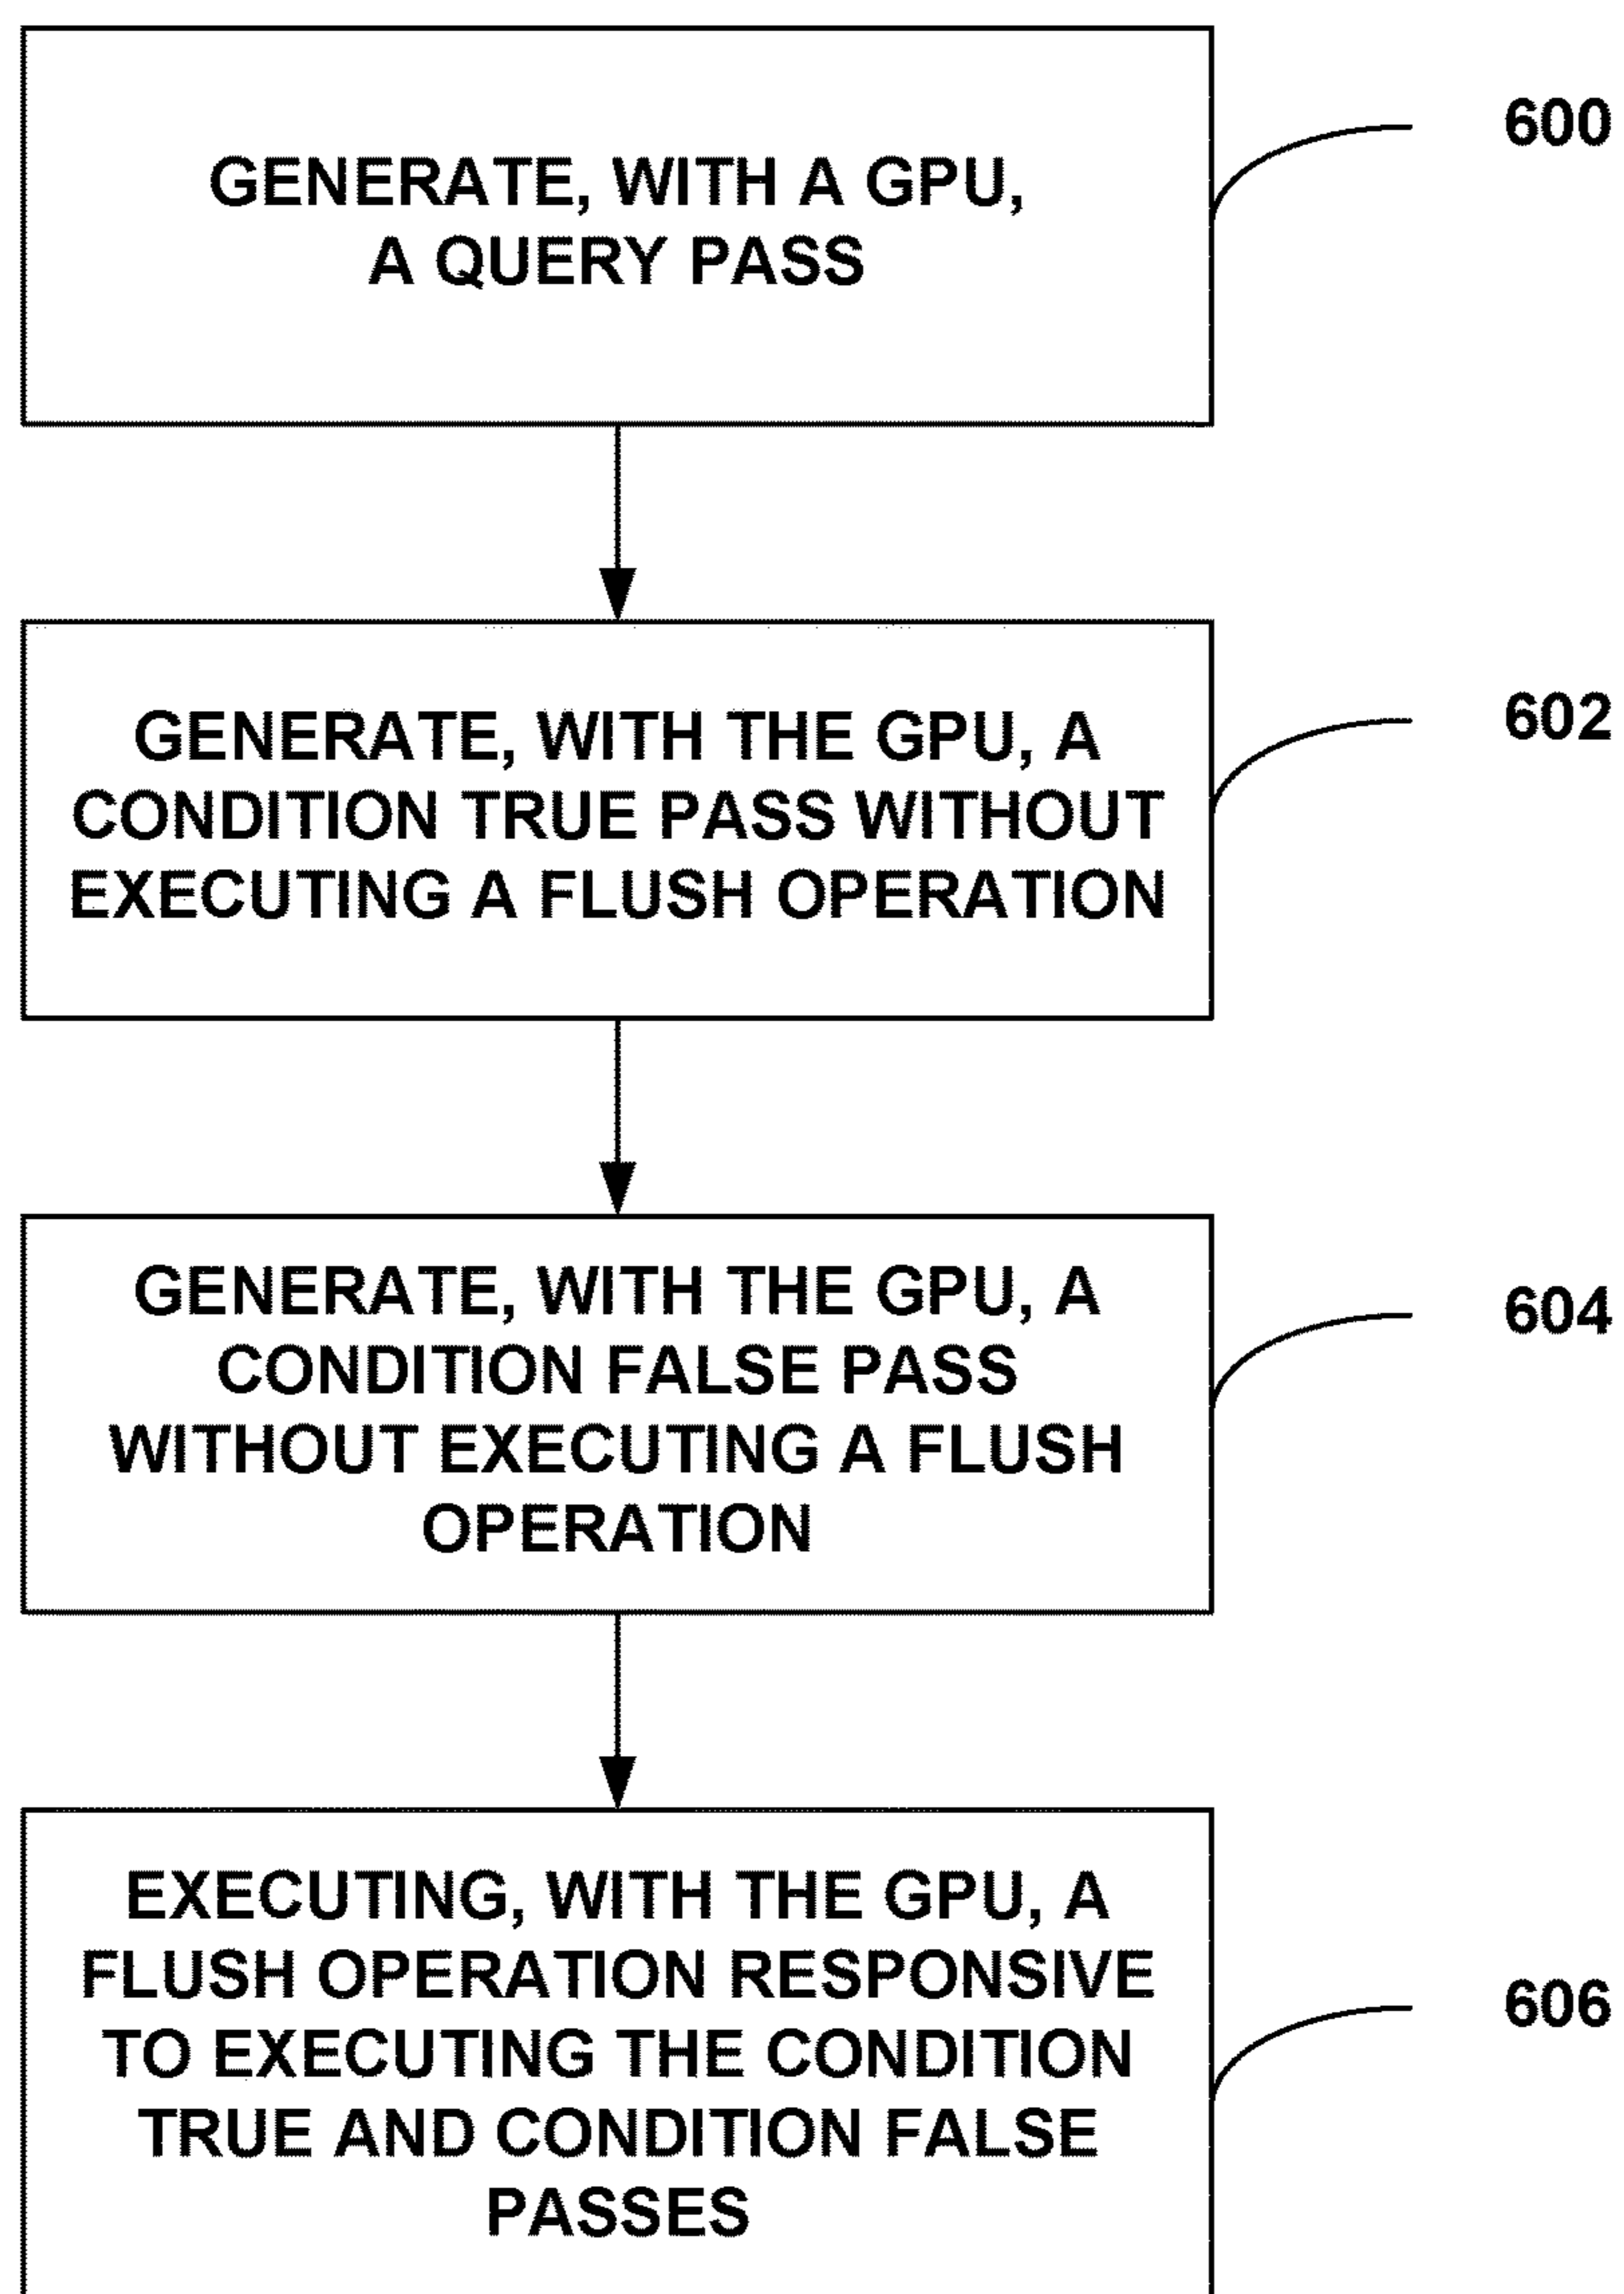 GENERATE, WITH A GPU,
A QUERY PASS
600
GENERATE, WITH THE GPU, A
CONDITION TRUE PASS WITHOUT
EXECUTING A FLUSH OPERATION
602
GENERATE, WITH THE GPU, A
CONDITION FALSE PASS
WITHOUT EXECUTING A FLUSH
OPERATION
604
EXECUTING, WITH THE GPU, A
FLUSH OPERATION RESPONSIVE
TO EXECUTING THE CONDITION
TRUE AND CONDITION FALSE
PASSES
606